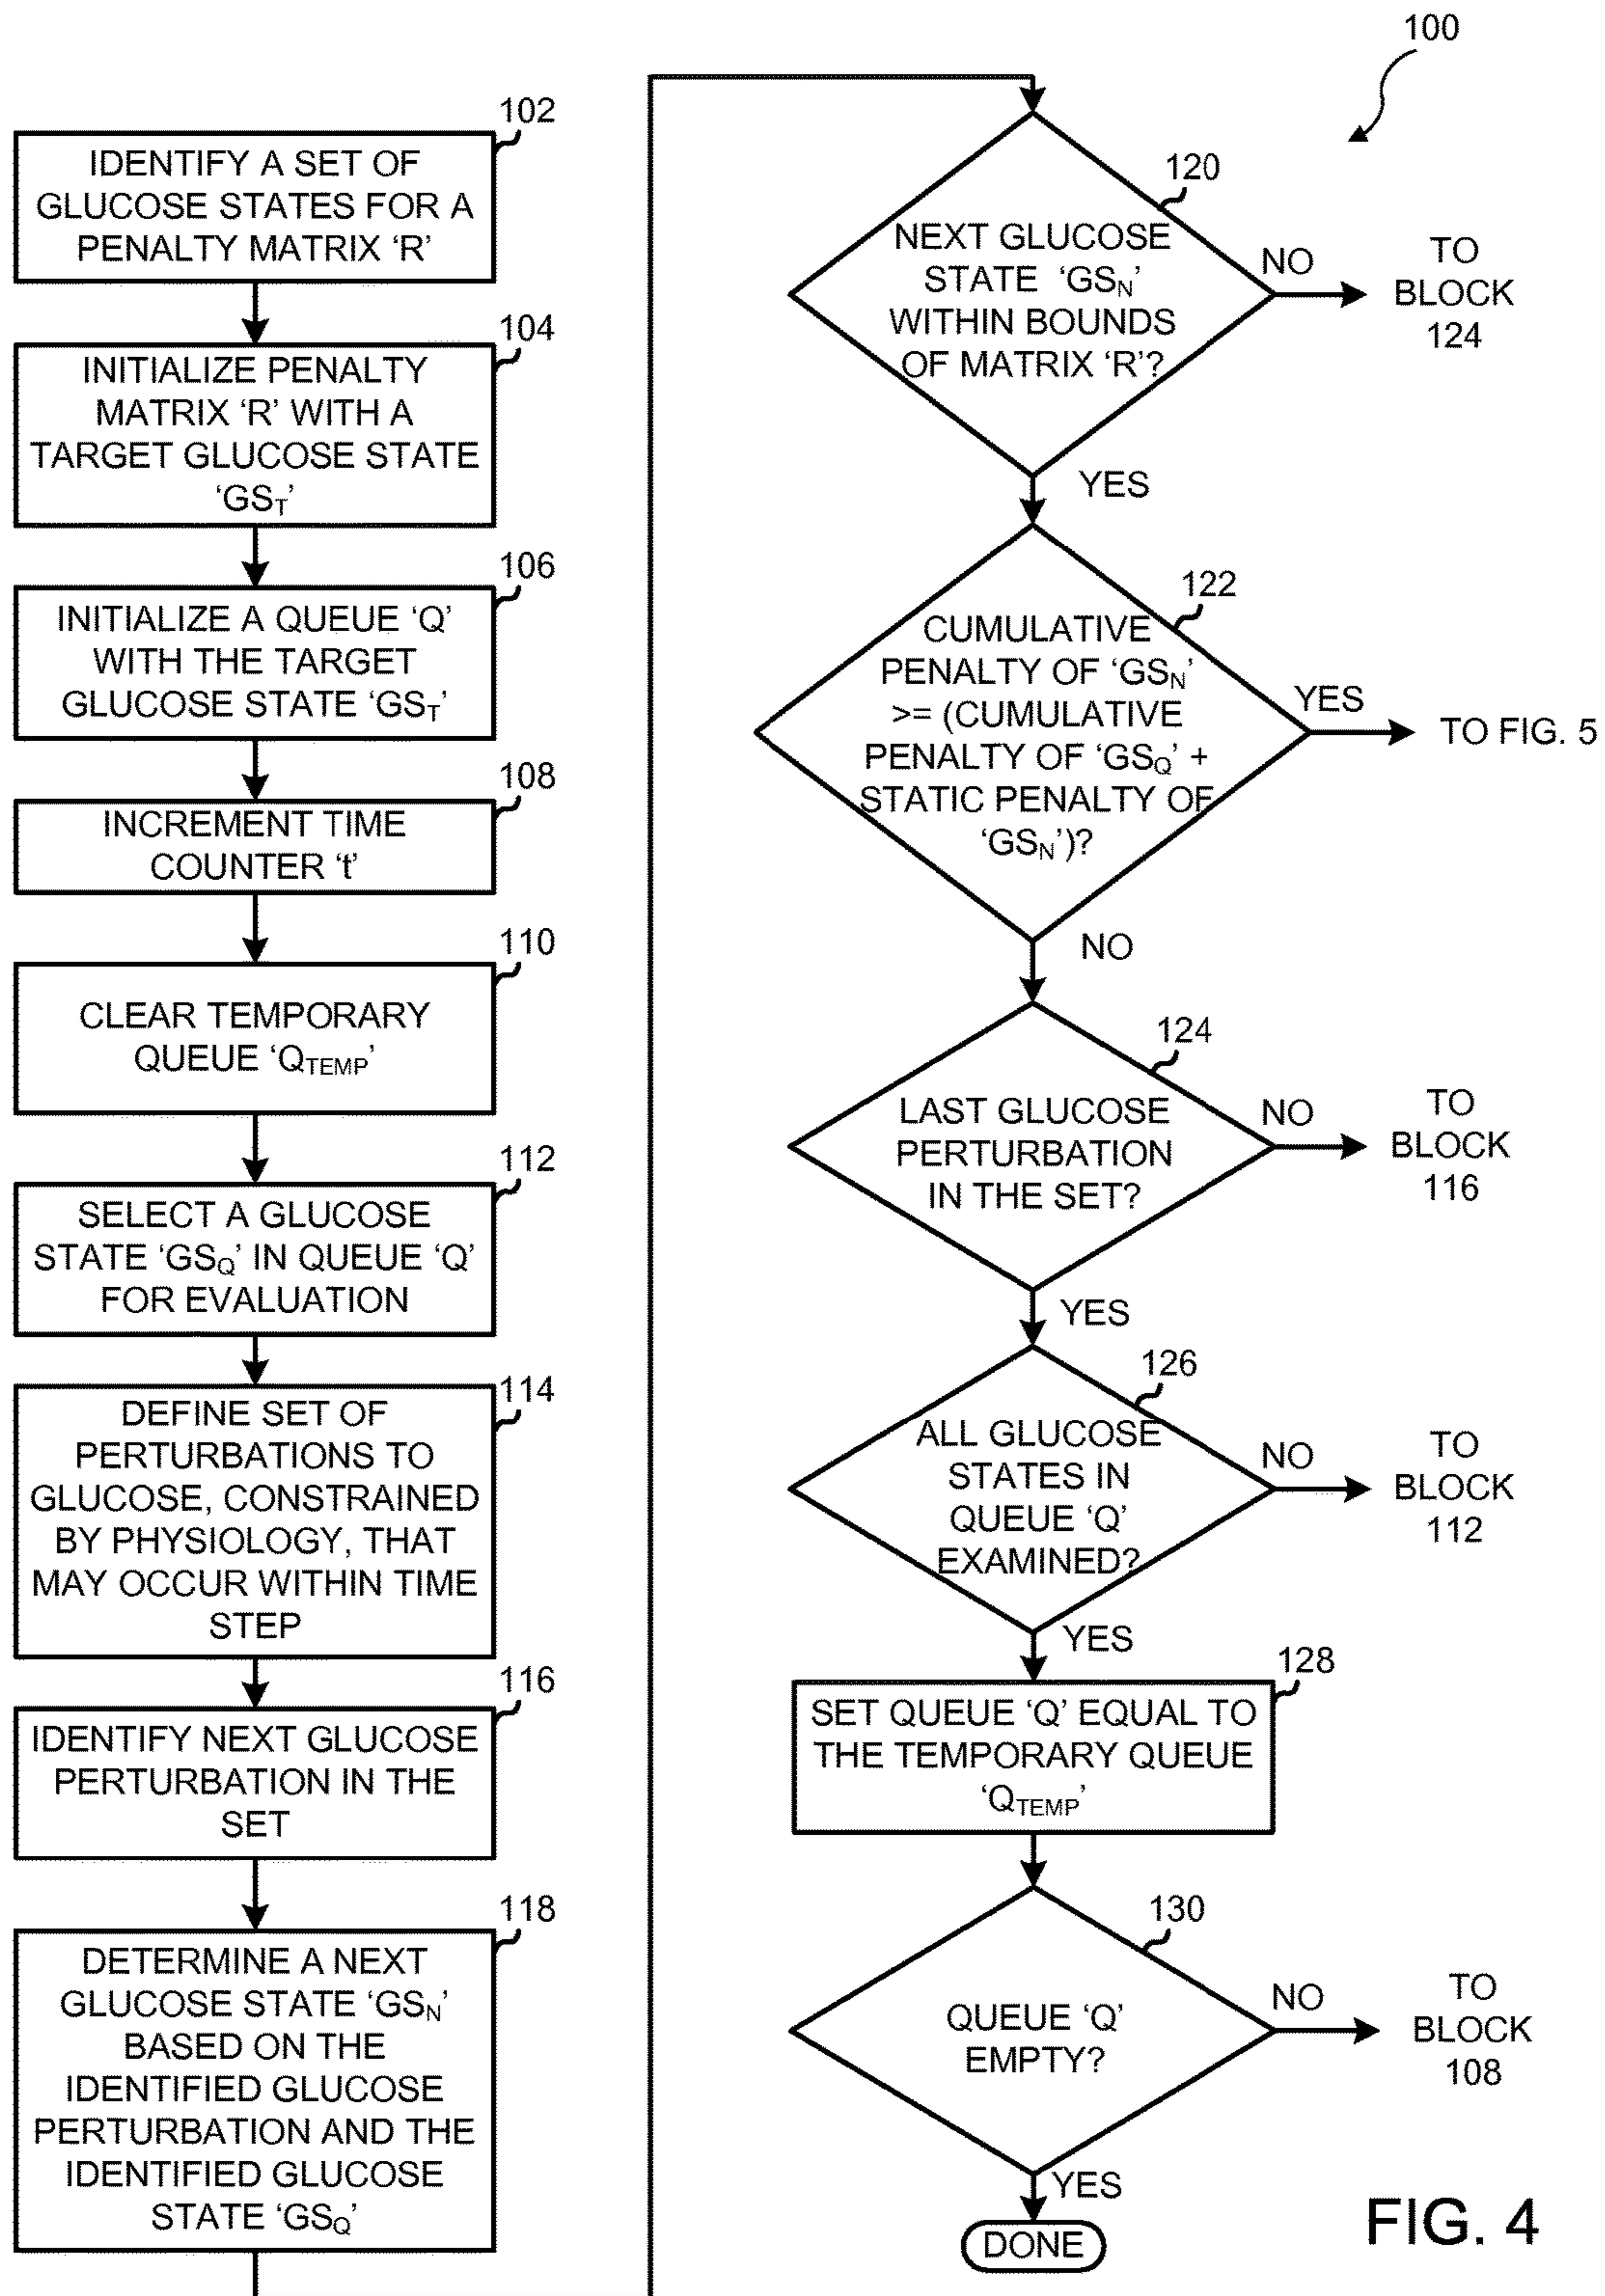 100
102
IDENTIFY A SET OF
GLUCOSE STATES FOR A
PENALTY MATRIX ‘R’
104
INITIALIZE PENALTY
MATRIX ‘R’ WITH A
TARGET GLUCOSE STATE
‘GST’
106
INITIALIZE A QUEUE ‘Q’
WITH THE TARGET
GLUCOSE STATE ‘GST’
108
INCREMENT TIME
COUNTER ‘t’
110
CLEAR TEMPORARY
QUEUE ‘QTEMP’
112
SELECT A GLUCOSE
STATE ‘GSQ’ IN QUEUE ‘Q’
FOR EVALUATION
114
DEFINE SET OF
PERTURBATIONS TO
GLUCOSE, CONSTRAINED
BY PHYSIOLOGY, THAT
MAY OCCUR WITHIN TIME
STEP
116
IDENTIFY NEXT GLUCOSE
PERTURBATION IN THE
SET
118
DETERMINE A NEXT
GLUCOSE STATE ‘GSN’
BASED ON THE
IDENTIFIED GLUCOSE
PERTURBATION AND THE
IDENTIFIED GLUCOSE
STATE ‘GSQ’
120
NEXT GLUCOSE
STATE ‘GSN’
WITHIN BOUNDS
OF MATRIX ‘R’?
NO
TO
BLOCK
124
YES
122
CUMULATIVE
PENALTY OF ‘GSN’
>= (CUMULATIVE
PENALTY OF ‘GSQ’ +
STATIC PENALTY OF
‘GSN’)?
YES
TO FIG. 5
NO
124
LAST GLUCOSE
PERTURBATION
IN THE SET?
NO
TO
BLOCK
116
YES
126
ALL GLUCOSE
STATES IN
QUEUE ‘Q’
EXAMINED?
NO
TO
BLOCK
112
YES
128
SET QUEUE ‘Q’ EQUAL TO
THE TEMPORARY QUEUE
‘QTEMP’
130
QUEUE ‘Q’
EMPTY?
NO
TO
BLOCK
108
YES
DONE
FIG. 4